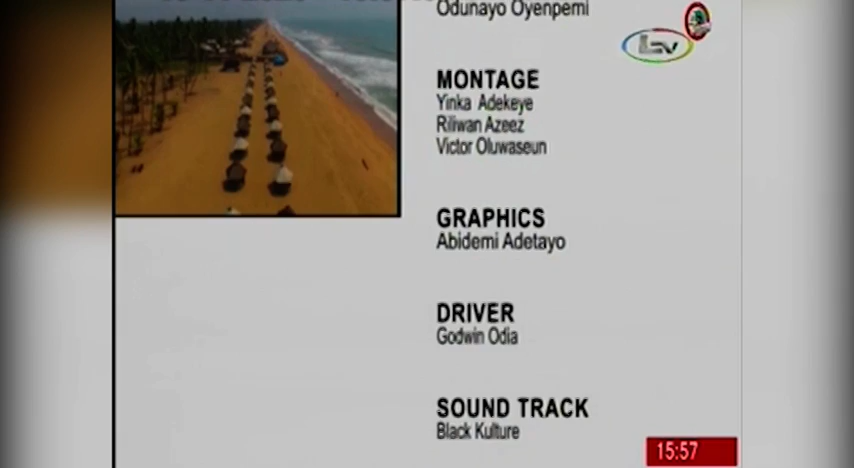 Odunayo Oyenpemi
LTV
MONTAGE
Yinka Adekeye
Riliwan Azeez
Victor Oluwaseun
GRAPHICS
Abidemi Adetayo
DRIVER
Godwin Odia
SOUND TRACK
Black Kulture
15:57